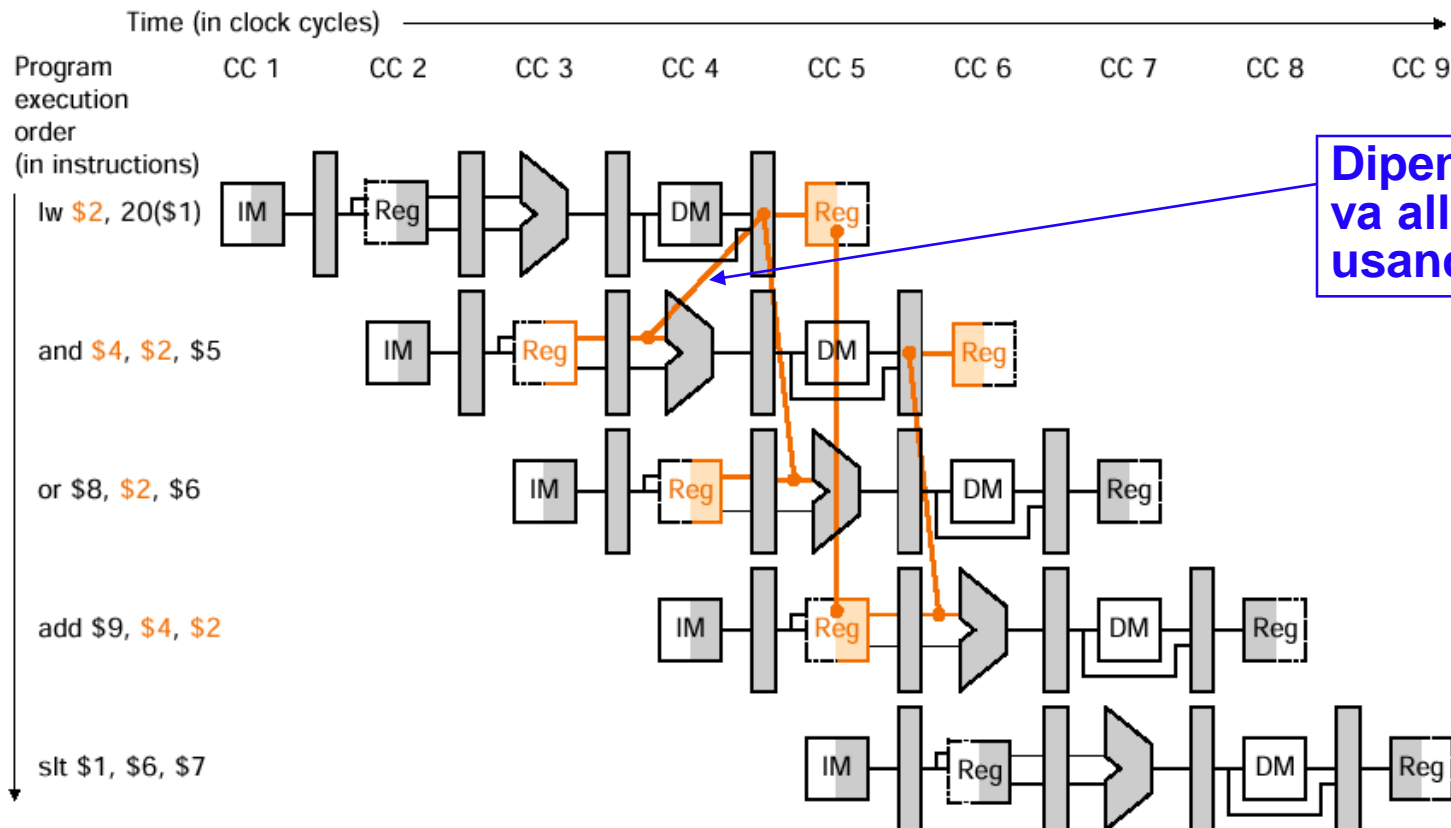 Time (in clock cycles)
Program
execution
order
(in instructions)
CC 1 CC 2 CC 3 CC 4 CC 5 CC 6 CC 7 CC 8 CC 9
lw $2, 20($1)
IM Reg DM Reg
and $4, $2, $5
IM Reg DM Reg
or $8, $2, $6
IM Reg DM Reg
add $9, $4, $2
IM Reg DM Reg
slt $1, $6, $7
IM Reg DM Reg
va